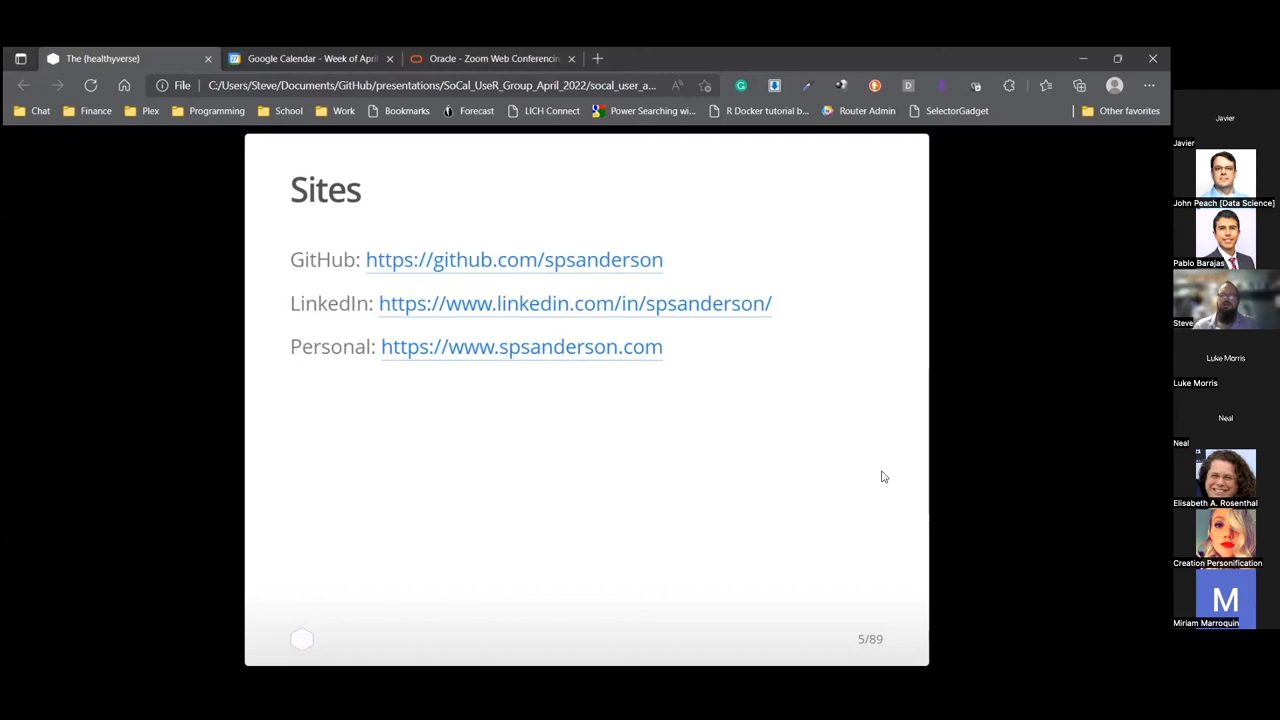 The {healthyverse}
Google Calendar - Week of April
Oracle - Zoom Web Conferencin
File
C:/Users/Steve/Documents/GitHub/presentations/SoCal_UseR_Group_April_2022/socal_user_a...
Chat
Finance
Plex
Programming
School
Work
Bookmarks
Forecast
LICH Connect
Power Searching wi...
R Docker tutorial b...
Router Admin
SelectorGadget
Other favorites
Sites
GitHub: https://github.com/spsanderson
LinkedIn: https://www.linkedin.com/in/spsanderson/
Personal: https://www.spsanderson.com
5/89
Javier
Javier
John Peach [Data Science]
Pablo Barajas
Steve
Luke Morris
Luke Morris
Neal
Neal
Elisabeth A. Rosenthal
Creation Personification
M
Miriam Marroquin